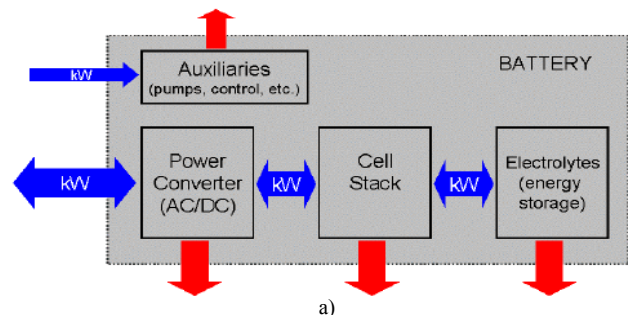 Auxiliaries
(pumps, control, etc.)
BATTERY
kW
Power
Converter
(AC/DC)
Cell
Stack
Electrolytes
(energy
storage)
kW
kW
kW
a)